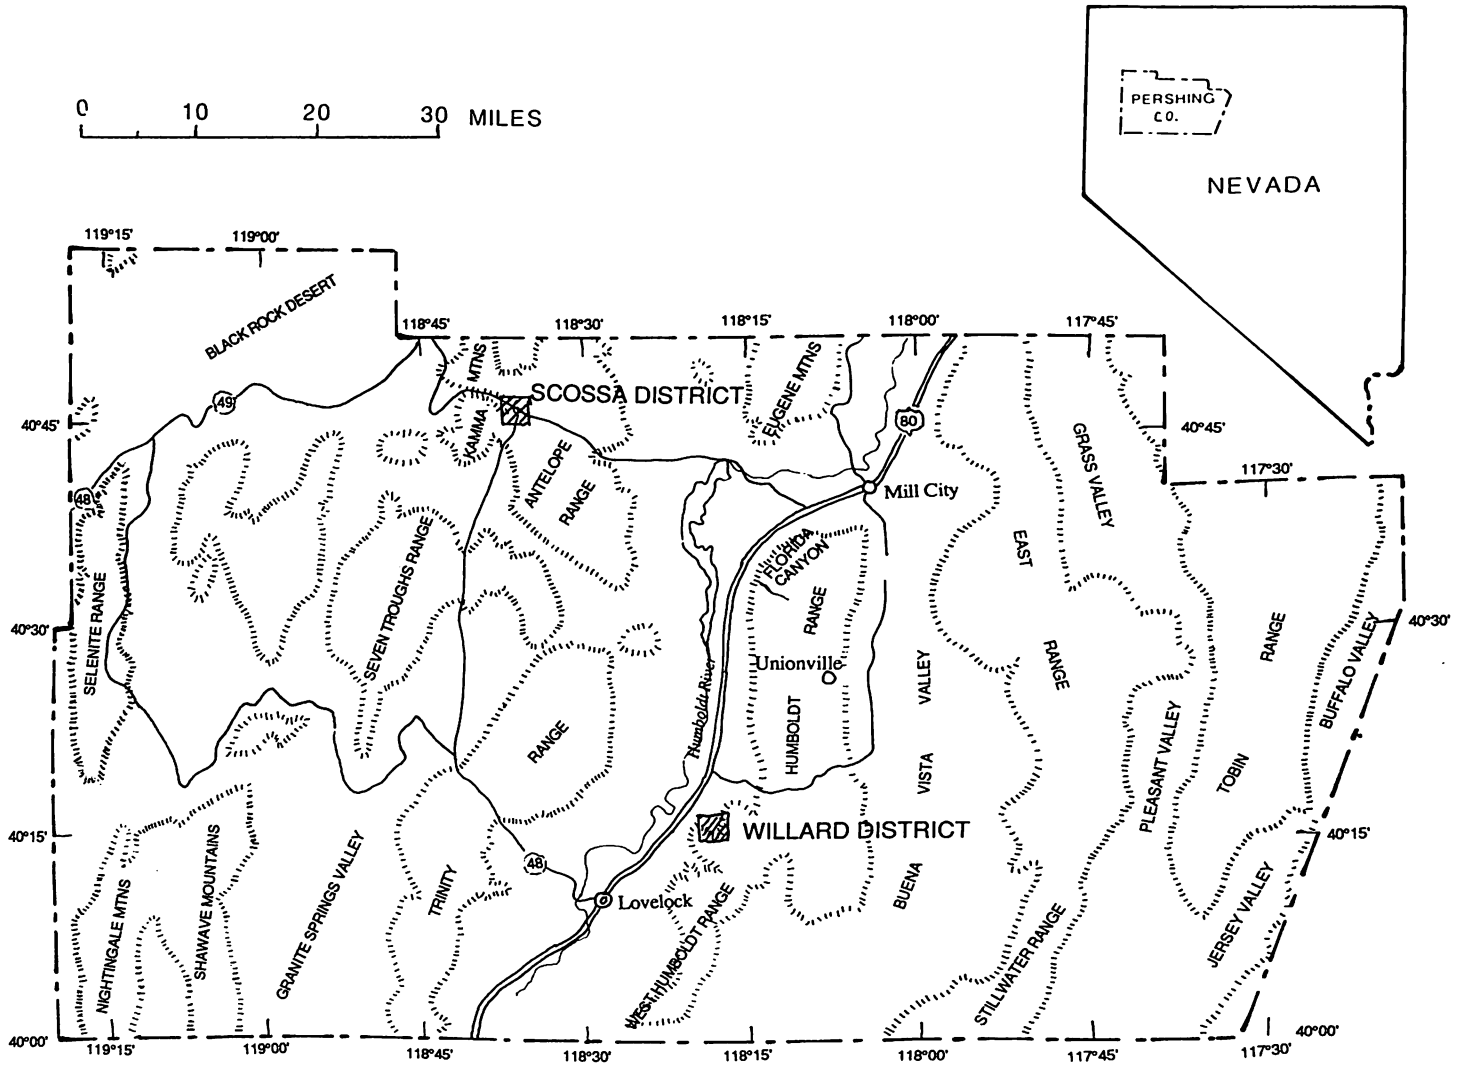 0 10 20 30 MILES
PERSHING
CO.
NEVADA
119°15' 119°00'
BLACK ROCK DESERT
118°45' 118°30' 118°15' 118°00' 117°45'
KAMMA
MTNS
EUGENE MTNS
SCOSSA DISTRICT
49
80
40°45'
40°45'
GRASS VALLEY
117°30'
48
ANTELOPE
RANGE
Mill City
SELENITE RANGE
SEVEN TROUGHS RANGE
FLORIDA
CANYON
EAST
RANGE
40°30'
40°30'
HUMBOLDT
RANGE
Unionville
Humboldt River
BUENA
VISTA
VALLEY
PLEASANT VALLEY
TOBIN
RANGE
BUFFALO VALLEY
TRINITY
RANGE
40°15'
40°15'
WILLARD DISTRICT
48
Lovelock
NIGHTINGALE MTNS
SHAWAVE MOUNTAINS
GRANITE SPRINGS VALLEY
WEST HUMBOLDT RANGE
STILLWATER RANGE
JERSEY VALLEY
40°00'
40°00'
119°15' 119°00' 118°45' 118°30' 118°15' 118°00' 117°45' 117°30'